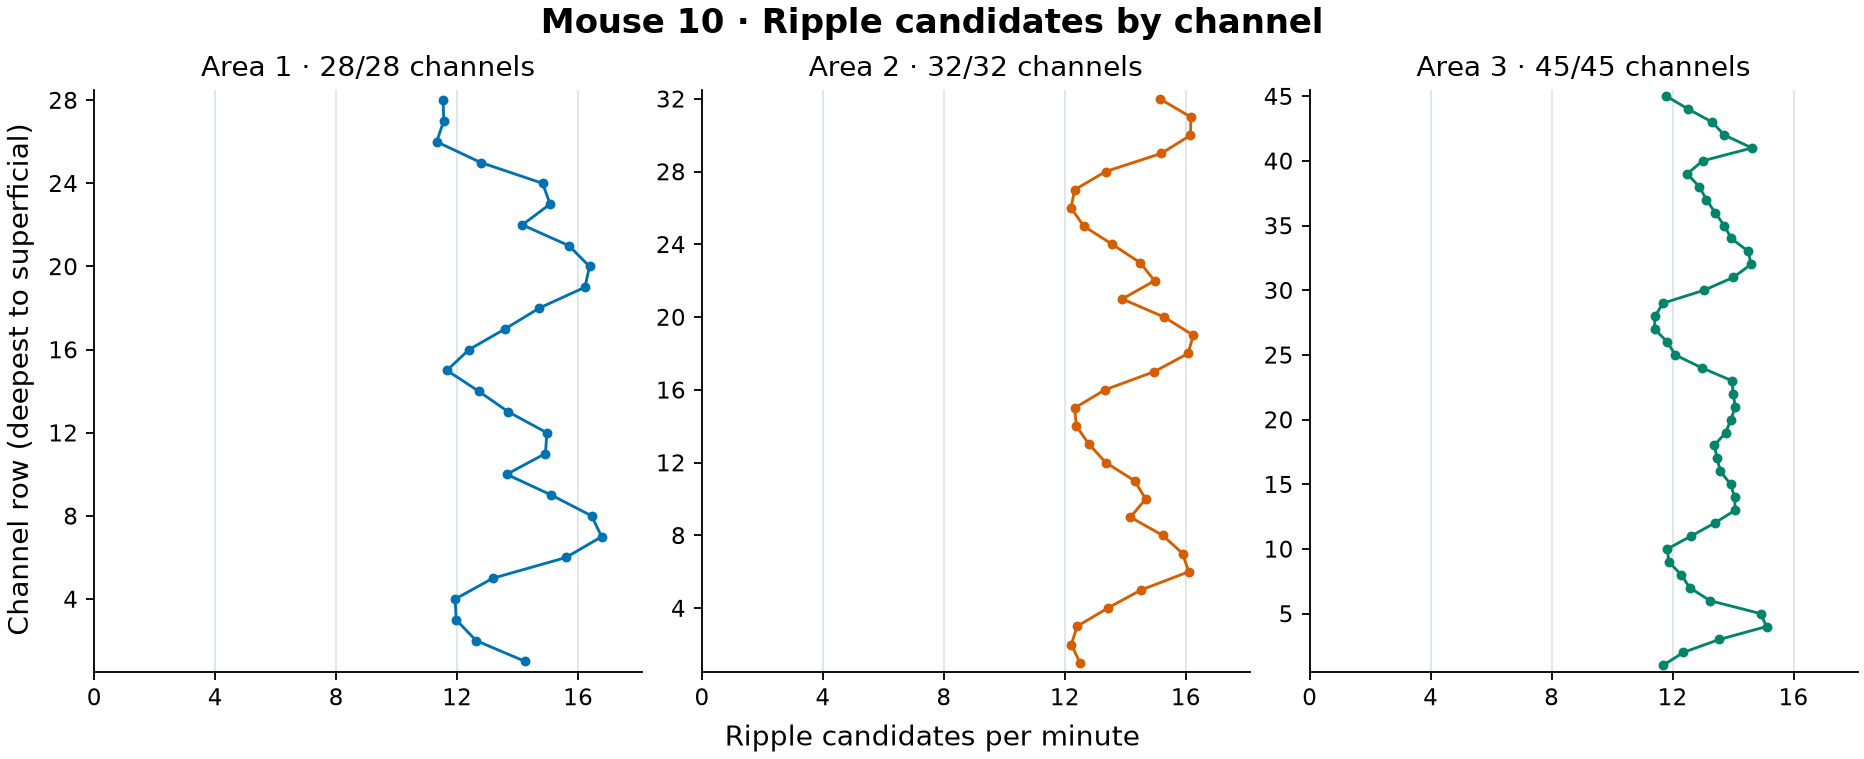 Mouse 10 · Ripple candidates by channel
Area 1 · 28/28 channels
Area 2 · 32/32 channels
Area 3 · 45/45 channels
Channel row (deepest to superficial)
28
24
20
16
12
8
4
0 4 8 12 16
32
28
24
20
16
12
8
4
0 4 8 12 16
45
40
35
30
25
20
15
10
5
0 4 8 12 16
Ripple candidates per minute